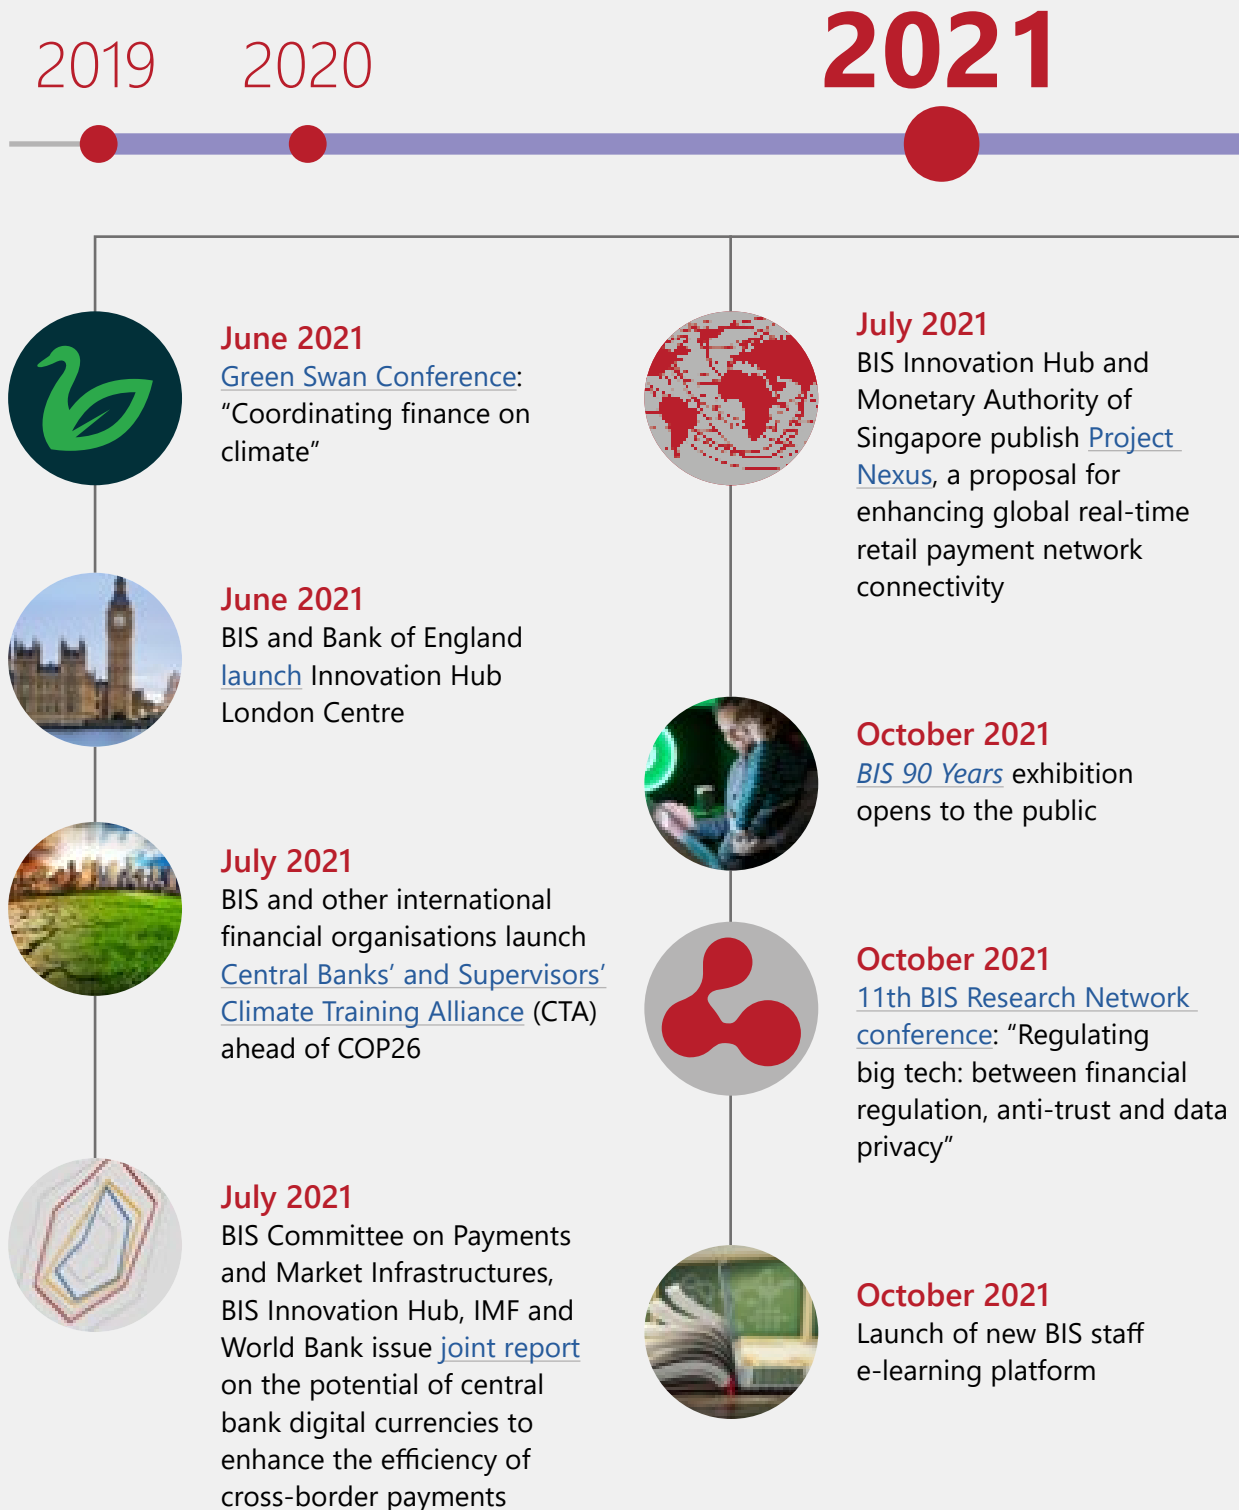 2019
2020
2021
June 2021
Green Swan Conference:
“Coordinating finance on
climate”
June 2021
BIS and Bank of England
launch Innovation Hub
London Centre
July 2021
BIS and other international
financial organisations launch
Central Banks’ and Supervisors’
Climate Training Alliance (CTA)
ahead of COP26
July 2021
BIS Committee on Payments
and Market Infrastructures,
BIS Innovation Hub, IMF and
World Bank issue joint report
on the potential of central
bank digital currencies to
enhance the efficiency of
cross-border payments
July 2021
BIS Innovation Hub and
Monetary Authority of
Singapore publish Project
Nexus, a proposal for
enhancing global real-time
retail payment network
connectivity
October 2021
BIS 90 Years exhibition
opens to the public
October 2021
11th BIS Research Network
conference: “Regulating
big tech: between financial
regulation, anti-trust and data
privacy”
October 2021
Launch of new BIS staff
e-learning platform